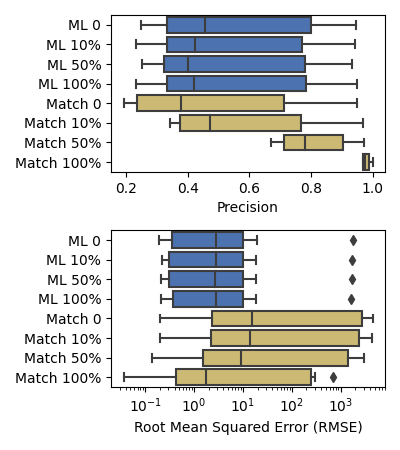 ML 0
ML 10%
ML 50%
ML 100%
Match 0
Match 10%
Match 50%
Match 100%
0.2 0.4 0.6 0.8 1.0
Precision
ML 0
ML 10%
ML 50%
ML 100%
Match 0
Match 10%
Match 50%
Match 100%
10⁻¹ 10⁰ 10¹ 10² 10³
Root Mean Squared Error (RMSE)